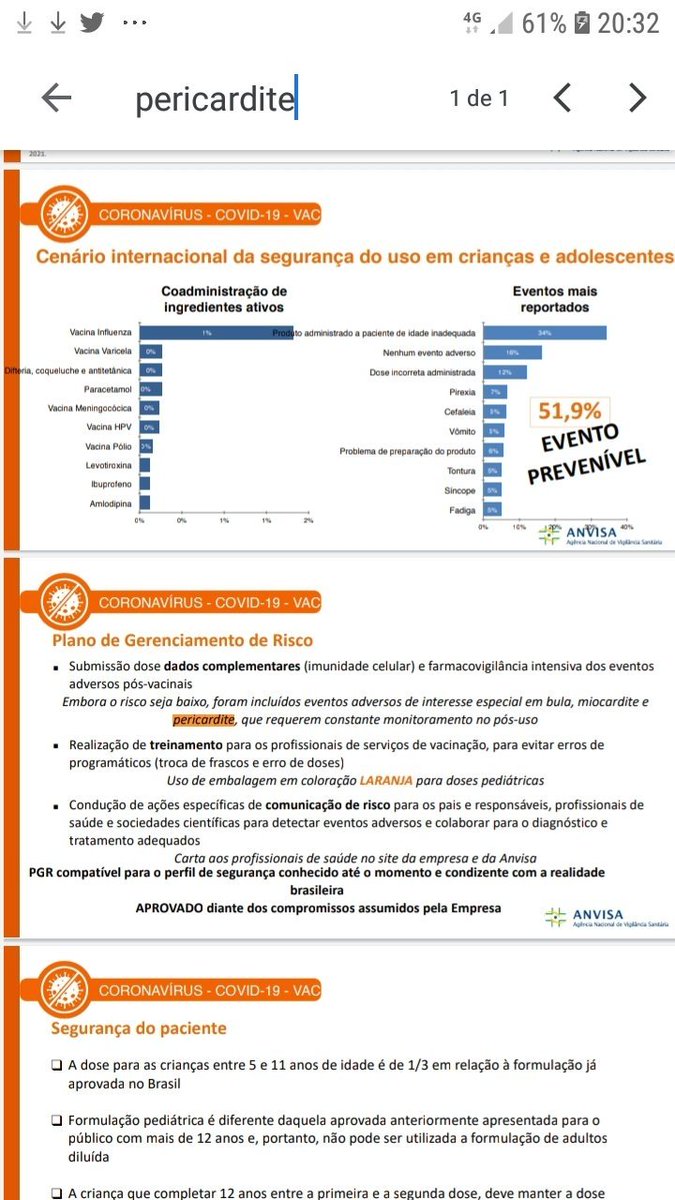 4G 61% 20:32
pericardite 1 de 1
2021.
CORONAVÍRUS - COVID-19 - VAC
Cenário internacional da segurança do uso em crianças e adolescentes
Coadministração de
ingredientes ativos
Vacina Influenza 1%
Vacina Varicela 0%
Difteria, coqueluche e antitetânica 0%
Paracetamol 0%
Vacina Meningocócica 0%
Vacina HPV 0%
Vacina Pólio 0%
Levotiroxina
Ibuprofeno
Amlodipina
0% 0% 1% 1% 2%
Eventos mais
reportados
Produto administrado a paciente de idade inadequada 34%
Nenhum evento adverso 16%
Dose incorreta administrada 12%
Pirexia 7%
Cefaleia
Vômito
Problema de preparação do produto 6%
Tontura 5%
Síncope 5%
Fadiga 5%
0% 10% 20% 30% 40%
51,9%
EVENTO
PREVENÍVEL
ANVISA
Agência Nacional de Vigilância Sanitária
CORONAVÍRUS - COVID-19 - VAC
Plano de Gerenciamento de Risco
▪ Submissão dose dados complementares (imunidade celular) e farmacovigilância intensiva dos eventos
adversos pós-vacinais
Embora o risco seja baixo, foram incluídos eventos adversos de interesse especial em bula, miocardite e
pericardite, que requerem constante monitoramento no pós-uso
▪ Realização de treinamento para os profissionais de serviços de vacinação, para evitar erros de
programáticos (troca de frascos e erro de doses)
Uso de embalagem em coloração LARANJA para doses pediátricas
▪ Condução de ações específicas de comunicação de risco para os pais e responsáveis, profissionais de
saúde e sociedades científicas para detectar eventos adversos e colaborar para o diagnóstico e
tratamento adequados
Carta aos profissionais de saúde no site da empresa e da Anvisa
PGR compatível para o perfil de segurança conhecido até o momento e condizente com a realidade
brasileira
APROVADO diante dos compromissos assumidos pela Empresa
ANVISA
Agência Nacional de Vigilância Sanitária
CORONAVÍRUS - COVID-19 - VAC
Segurança do paciente
❑ A dose para as crianças entre 5 e 11 anos de idade é de 1/3 em relação à formulação já
aprovada no Brasil
❑ Formulação pediátrica é diferente daquela aprovada anteriormente apresentada para o
público com mais de 12 anos e, portanto, não pode ser utilizada a formulação de adultos
diluída
❑ A criança que completar 12 anos entre a primeira e a segunda dose, deve manter a dose